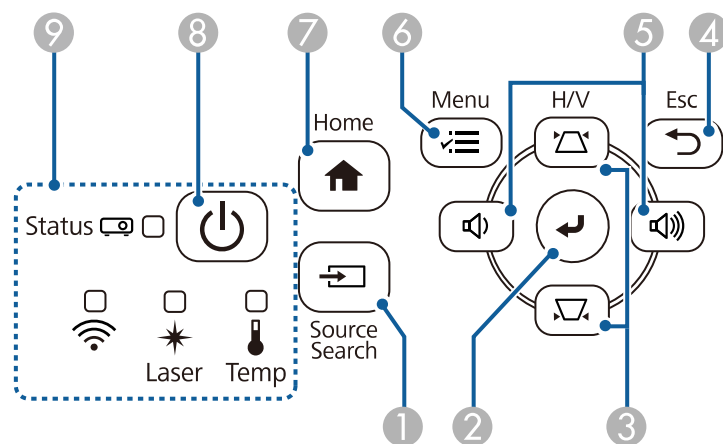 9
8
7
6
5
4
Home
Menu
H/V
Esc
Status
Source
Search
Laser
Temp
1
2
3